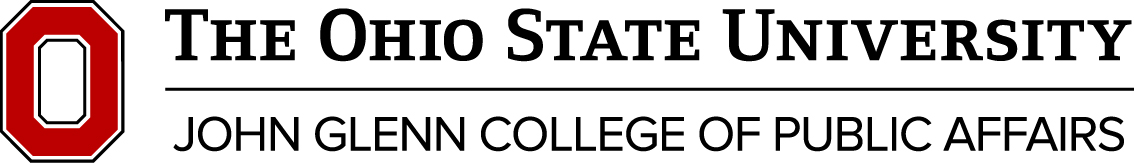 THE OHIO STATE UNIVERSITY
JOHN GLENN COLLEGE OF PUBLIC AFFAIRS